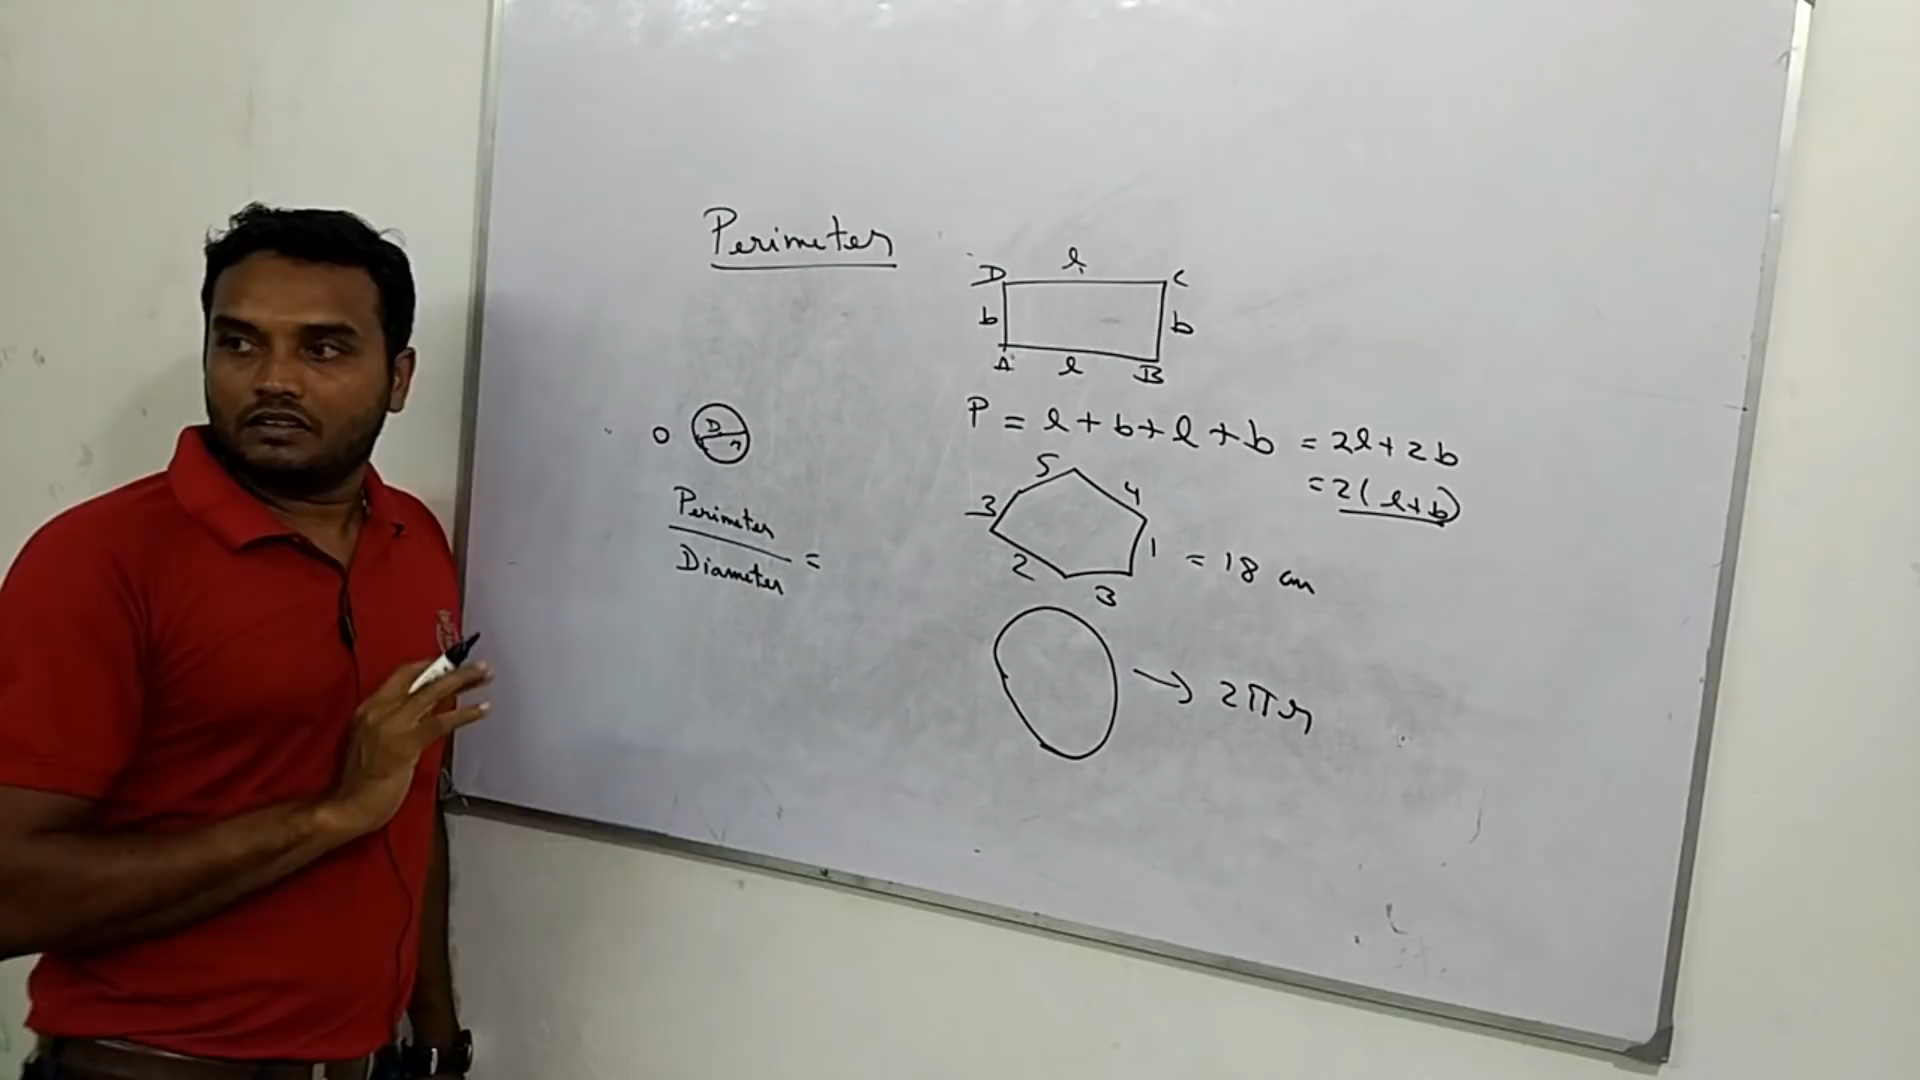 Perimeter
l
D C
b b
A l B
P = l + b + l + b = 2l + 2b
= 2(l+b)
D
r
Perimeter
Diameter =
5
4
3
1
2
3
= 18 cm
→ 2πr